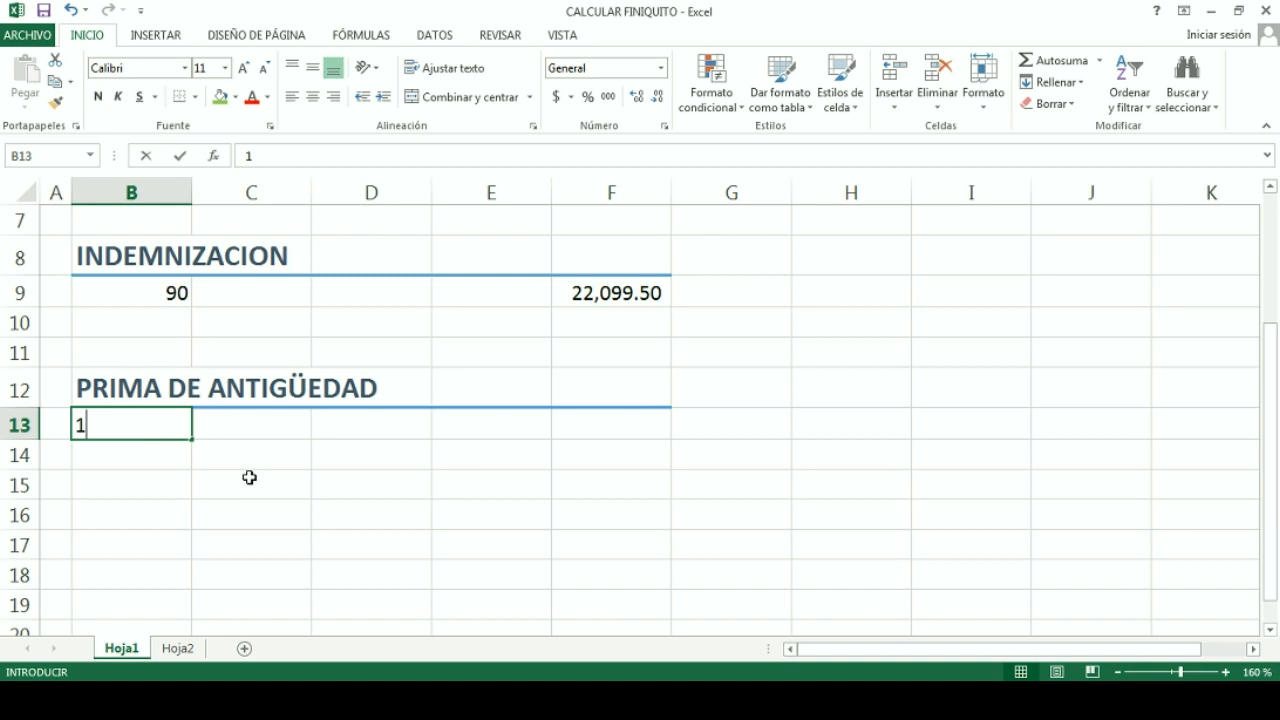 CALCULAR FINIQUITO - Excel
?
ARCHIVO INICIO INSERTAR DISEÑO DE PÁGINA FÓRMULAS DATOS REVISAR VISTA Iniciar sesión
Pegar
Calibri 11
N K S
Ajustar texto
Combinar y centrar
General
$ % 000
Formato condicional
Dar formato como tabla
Estilos de celda
Insertar Eliminar Formato
Autosuma
Rellenar
Borrar
Ordenar y filtrar
Buscar y seleccionar
Portapapeles Fuente Alineación Número Estilos Celdas Modificar
B13 fx 1
A B C D E F G H I J K
7
8 INDEMNIZACION
9 90 22,099.50
10
11
12 PRIMA DE ANTIGÜEDAD
13 1
14
15
16
17
18
19
20
Hoja1 Hoja2
INTRODUCIR 160 %